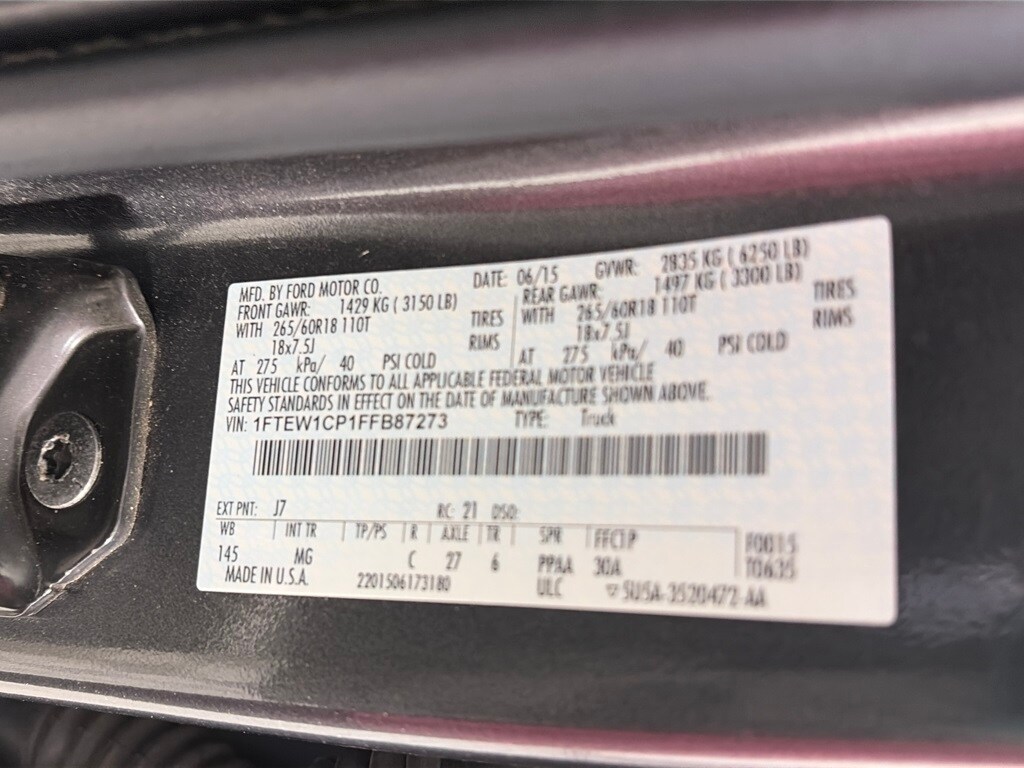 MFD. BY FORD MOTOR CO. DATE: 06/15 GVWR: 2835 KG ( 6250 LB)
FRONT GAWR: 1429 KG ( 3150 LB) REAR GAWR: 1497 KG ( 3300 LB)
WITH 265/60R18 110T TIRES WITH 265/60R18 110T TIRES
18x7.5J RIMS 18x7.5J RIMS
AT 275 kPa/ 40 PSI COLD AT 275 kPa/ 40 PSI COLD
THIS VEHICLE CONFORMS TO ALL APPLICABLE FEDERAL MOTOR VEHICLE
SAFETY STANDARDS IN EFFECT ON THE DATE OF MANUFACTURE SHOWN ABOVE.
VIN: 1FTEW1CP1FFB87273 TYPE: Truck
EXT PNT: J7 RC: 21 DSO:
WB INT TR TP/PS R AXLE TR SPR FFCTP F0015
145 MG C 27 6 PPAA 30A T0635
MADE IN U.S.A. 2201506173180 ULC ▽5U5A-3520472-AA